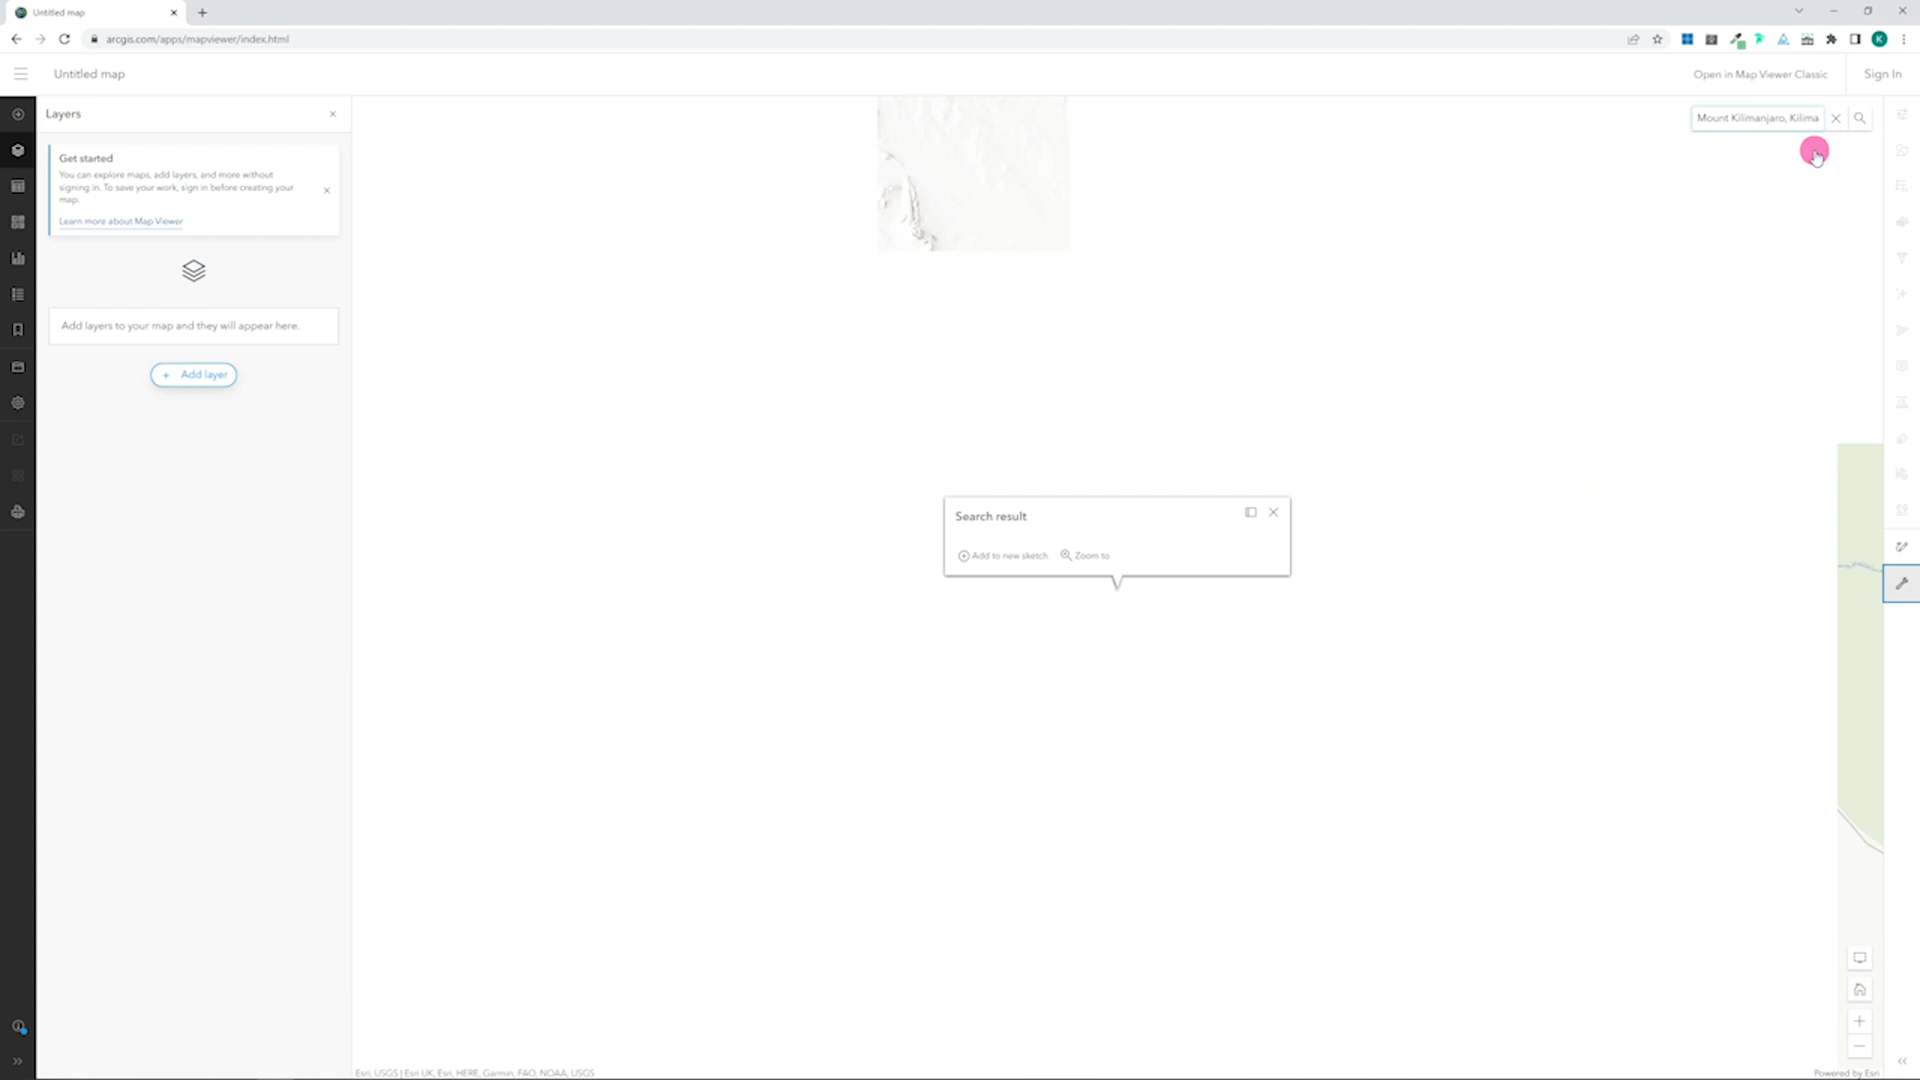 Untitled map
arcgis.com/apps/mapviewer/index.html
K
Untitled map
Open in Map Viewer Classic
Sign In
Layers
Mount Kilimanjaro, Kilima
Get started
You can explore maps, add layers, and more without
signing in. To save your work, sign in before creating your
map.
Learn more about Map Viewer
Add layers to your map and they will appear here.
+ Add layer
Search result
Add to new sketch
Zoom to
Esri, USGS | Esri UK, Esri, HERE, Garmin, FAO, NOAA, USGS
Powered by Esri